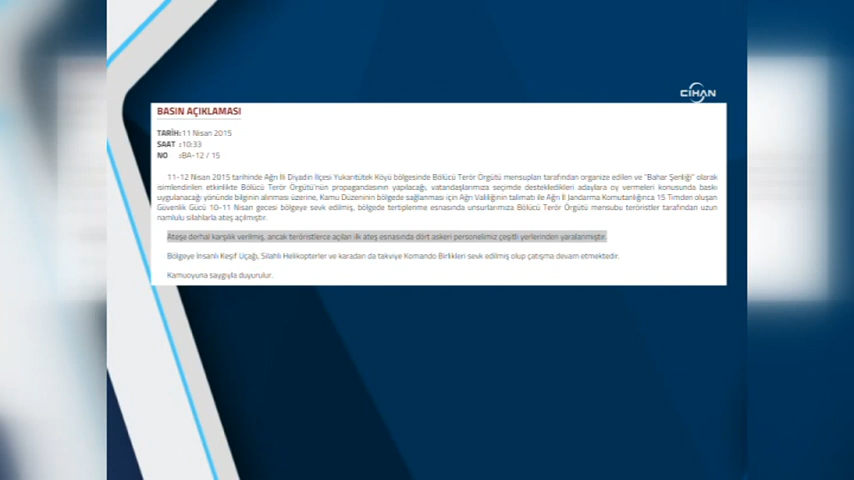 CİHAN
BASIN AÇIKLAMASI
TARİH:11 Nisan 2015
SAAT :10:33
NO :BA-12 / 15
11-12 Nisan 2015 tarihinde Ağrı İli Diyadin İlçesi Yukarıtütek Köyü bölgesinde Bölücü Terör Örgütü mensupları tarafından organize edilen ve "Bahar Şenliği" olarak
isimlendirilen etkinlikte Bölücü Terör Örgütü'nün propagandasının yapılacağı, vatandaşlarımıza seçimde destekledikleri adaylara oy vermeleri konusunda baskı
uygulanacağı yönünde bilginin alınması üzerine, Kamu Düzeninin bölgede sağlanması için Ağrı Valiliğinin talimatı ile Ağrı İl Jandarma Komutanlığınca 15 Timden oluşan
Güvenlik Gücü 10-11 Nisan gecesi bölgeye sevk edilmiş, bölgede tertiplenme esnasında unsurlarımıza Bölücü Terör Örgütü mensubu teröristler tarafından uzun
namlulu silahlarla ateş açılmıştır.
Ateşe derhal karşılık verilmiş, ancak teröristlerce açılan ilk ateş esnasında dört askeri personelimiz çeşitli yerlerinden yaralanmıştır.
Bölgeye İnsanlı Keşif Uçağı, Silahlı Helikopterler ve karadan da takviye Komando Birlikleri sevk edilmiş olup çatışma devam etmektedir.
Kamuoyuna saygıyla duyurulur.